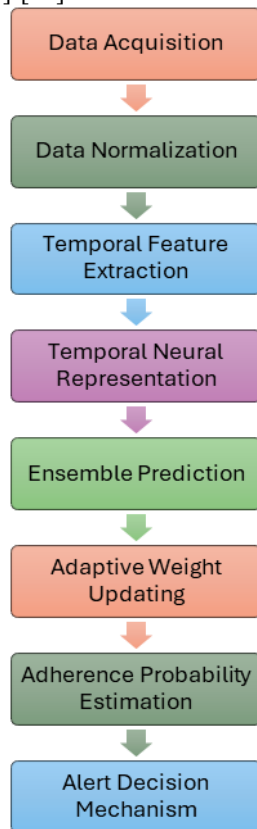 Data Acquisition
Data Normalization
Temporal Feature
Extraction
Temporal Neural
Representation
Ensemble Prediction
Adaptive Weight
Updating
Adherence Probability
Estimation
Alert Decision
Mechanism